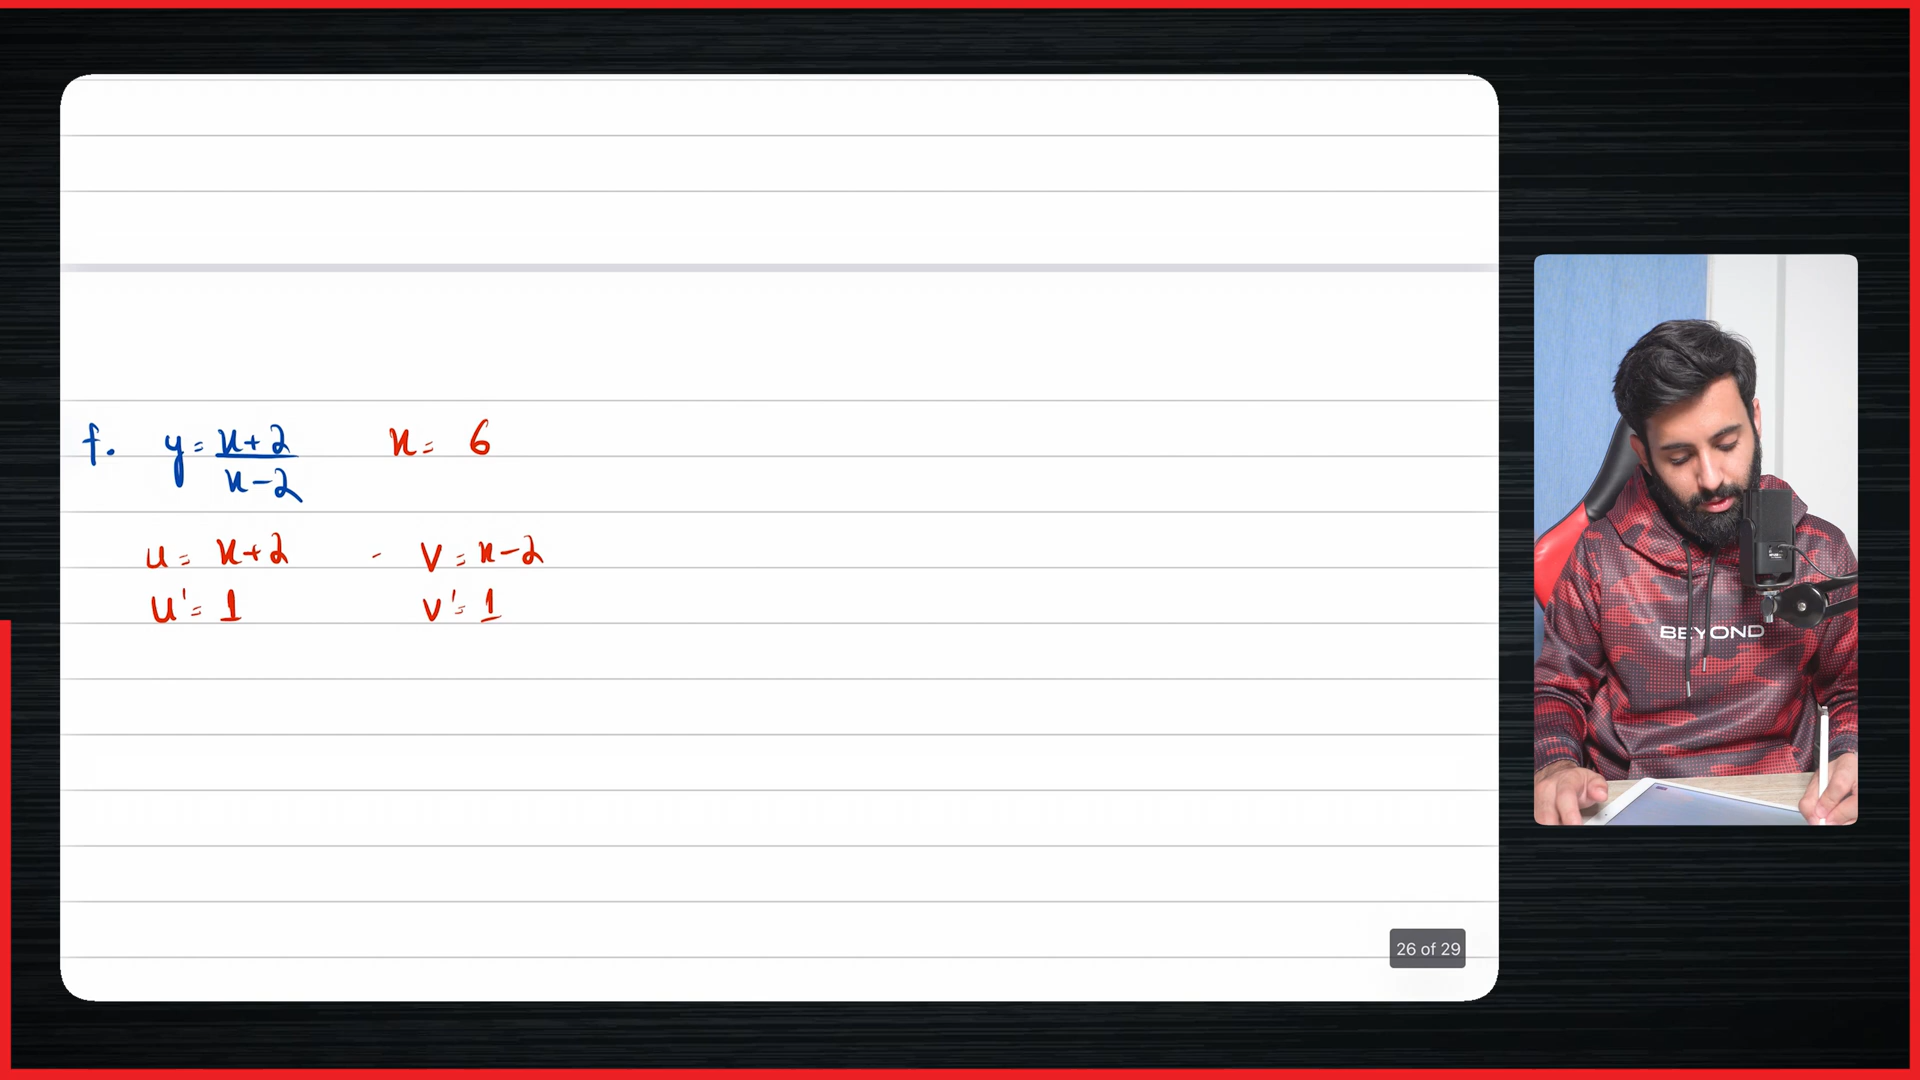 f. y = x+2 / x-2 x = 6
u = x+2 - v = x-2
u' = 1 v' = 1
BEYOND
26 of 29